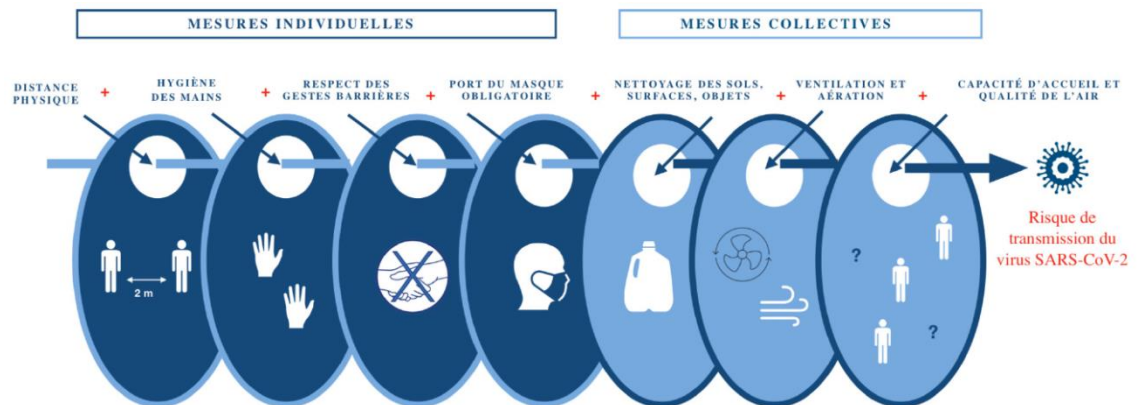 MESURES INDIVIDUELLES
MESURES COLLECTIVES
DISTANCE
PHYSIQUE
+
HYGIÈNE
DES MAINS
+
RESPECT DES
GESTES BARRIÈRES
+
PORT DU MASQUE
OBLIGATOIRE
+
NETTOYAGE DES SOLS,
SURFACES, OBJETS
+
VENTILATION ET
AÉRATION
+
CAPACITÉ D'ACCUEIL ET
QUALITÉ DE L'AIR
2 m
?
?
Risque de
transmission du
virus SARS-CoV-2